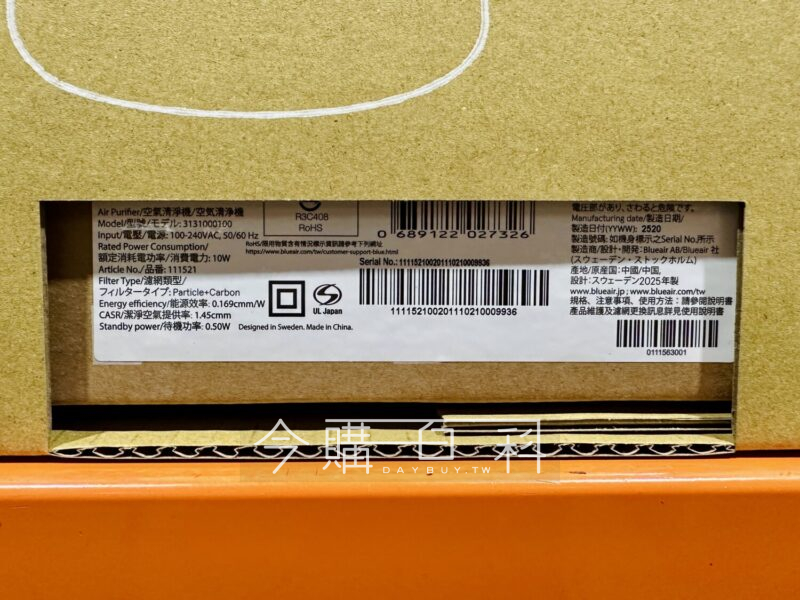 Air Purifier/空氣清淨機/空気清浄機
Model/型號/モデル: 3131000100
Input/電壓/電源: 100-240VAC, 50/60 Hz
Rated Power Consumption/
額定消耗電功率/消費電力: 10W
Article No./品番: 111521
Filter Type/濾網類型/
フィルタータイプ: Particle+Carbon
Energy efficiency/能源效率: 0.169cmm/W
CASR/潔淨空氣提供率: 1.45cmm
Standby power/待機功率: 0.50W
R3C408
RoHS
RoHS/限用物質含有情況標示資訊請參考下列網址
https://www.blueair.tw/customer-support-blue.html
0 689122 027326
Serial No.: 111152100201110210009936
UL Japan
111152100201110210009936
Designed in Sweden. Made in China.
電圧部があり、さわると危険です。
Manufacturing date/製造日期/
製造日付(YYWW): 2520
製造號碼: 如機身標示之Serial No.所示
製造商/設計・開発: Blueair AB/Blueair 社
(スウェーデン・ストックホルム)
產地/原産国: 中國/中国,
設計: スウェーデン2025年製
www.blueair.jp ; www.blueair.com/tw
規格、注意事項、使用方法：請參開說明書
產品維護及濾網更換訊息詳見使用說明書
0111563001
今購百科
DAYBUY.TW